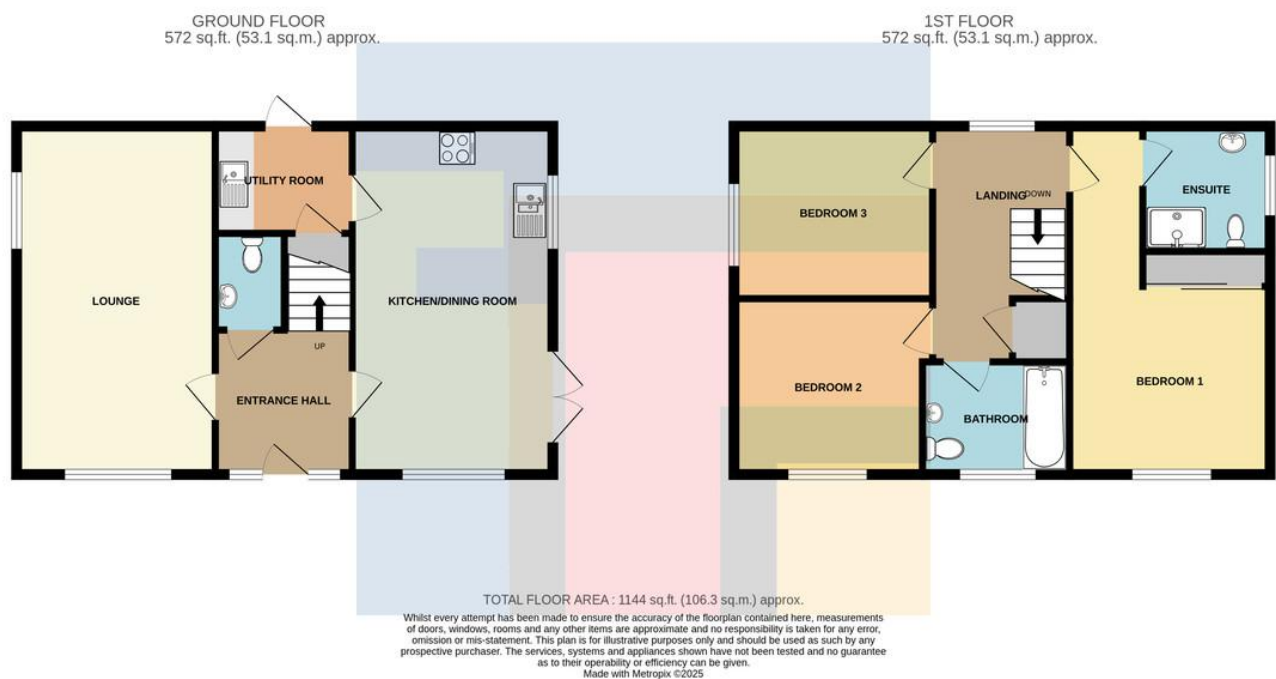 GROUND FLOOR
572 sq.ft. (53.1 sq.m.) approx.
1ST FLOOR
572 sq.ft. (53.1 sq.m.) approx.
UTILITY ROOM
LOUNGE
KITCHEN/DINING ROOM
UP
ENTRANCE HALL
LANDING
DOWN
ENSUITE
BEDROOM 3
BEDROOM 2
BEDROOM 1
BATHROOM
TOTAL FLOOR AREA : 1144 sq.ft. (106.3 sq.m.) approx.
Whilst every attempt has been made to ensure the accuracy of the floorplan contained here, measurements
of doors, windows, rooms and any other items are approximate and no responsibility is taken for any error,
omission or mis-statement. This plan is for illustrative purposes only and should be used as such by any
prospective purchaser. The services, systems and appliances shown have not been tested and no guarantee
as to their operability or efficiency can be given.
Made with Metropix ©2025